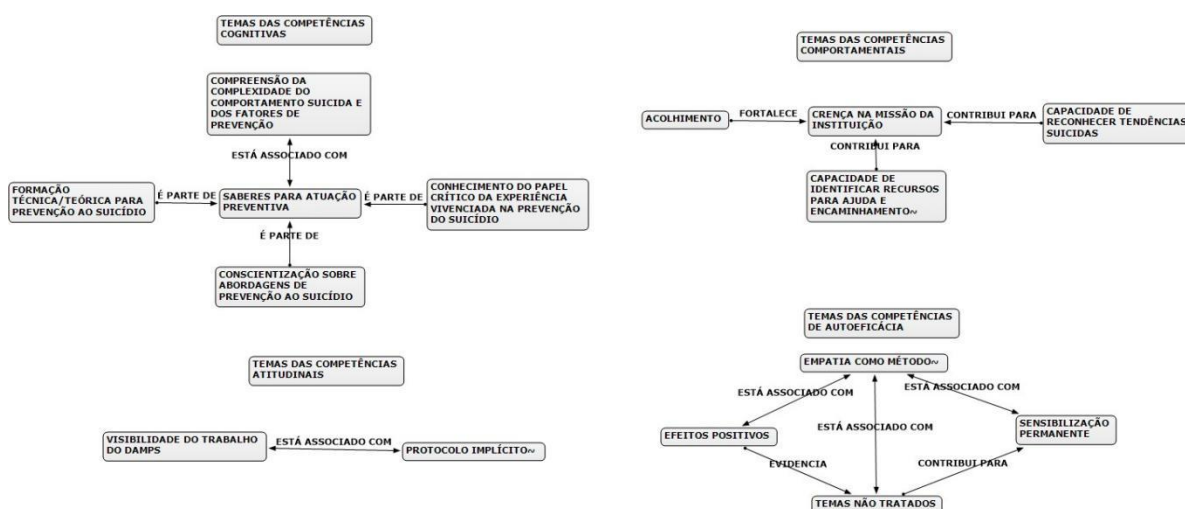 TEMAS DAS COMPETÊNCIAS
COGNITIVAS
COMPREENSÃO DA
COMPLEXIDADE DO
COMPORTAMENTO SUICIDA E
DOS FATORES DE
PREVENÇÃO
ESTÁ ASSOCIADO COM
FORMAÇÃO
TÉCNICA/TEÓRICA PARA
PREVENÇÃO AO SUICÍDIO
É PARTE DE
SABERES PARA ATUAÇÃO
PREVENTIVA
É PARTE DE
CONHECIMENTO DO PAPEL
CRÍTICO DA EXPERIÊNCIA
VIVENCIADA NA PREVENÇÃO
DO SUICÍDIO
É PARTE DE
CONSCIENTIZAÇÃO SOBRE
ABORDAGENS DE
PREVENÇÃO AO SUICÍDIO
TEMAS DAS COMPETÊNCIAS
COMPORTAMENTAIS
ACOLHIMENTO
FORTALECE
CRENÇA NA MISSÃO DA
INSTITUIÇÃO
CONTRIBUI PARA
CAPACIDADE DE
RECONHECER TENDÊNCIAS
SUICIDAS
CONTRIBUI PARA
CAPACIDADE DE
IDENTIFICAR RECURSOS
PARA AJUDA E
ENCAMINHAMENTO~
TEMAS DAS COMPETÊNCIAS
ATITUDINAIS
VISIBILIDADE DO TRABALHO
DO DAMPS
ESTÁ ASSOCIADO COM
PROTOCOLO IMPLÍCITO~
TEMAS DAS COMPETÊNCIAS
DE AUTOEFICÁCIA
EMPATIA COMO MÉTODO~
ESTÁ ASSOCIADO COM
ESTÁ ASSOCIADO COM
EFEITOS POSITIVOS
ESTÁ ASSOCIADO COM
SENSIBILIZAÇÃO
PERMANENTE
EVIDENCIA
CONTRIBUI PARA
TEMAS NÃO TRATADOS